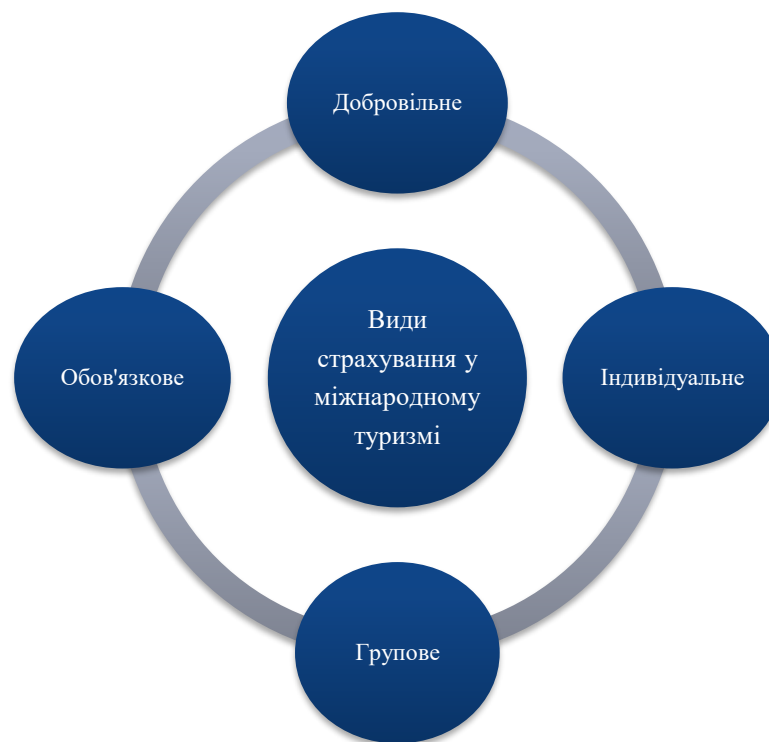 Добровільне
Види
страхування у
міжнародному
туризмі
Обов'язкове
Індивідуальне
Групове